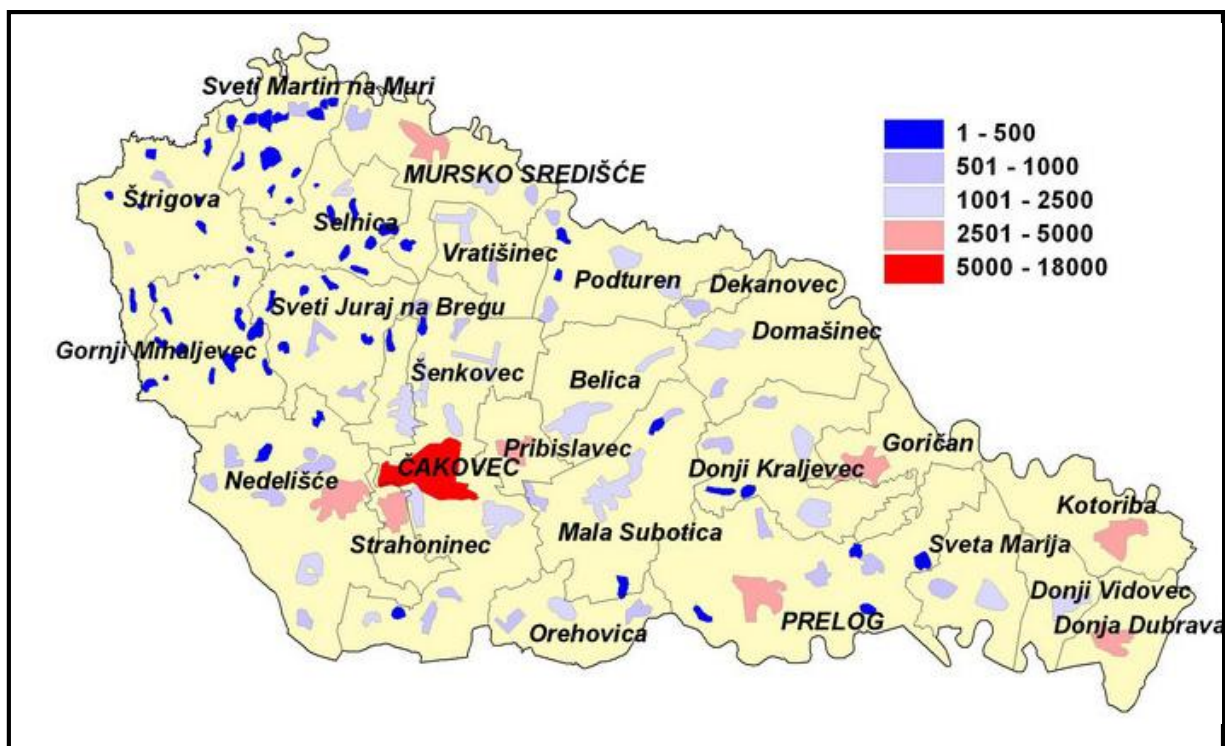 Sveti Martin na Muri
1 - 500
501 - 1000
1001 - 2500
2501 - 5000
5000 - 18000
MURSKO SREDIŠĆE
Štrigova
Selnica
Vratišinec
Podturen
Dekanovec
Sveti Juraj na Bregu
Domašinec
Gornji Mihaljevec
Šenkovec
Belica
Pribislavec
Goričan
ČAKOVEC
Donji Kraljevec
Nedelišće
Kotoriba
Mala Subotica
Strahoninec
Sveta Marija
Donji Vidovec
PRELOG
Donja Dubrava
Orehovica